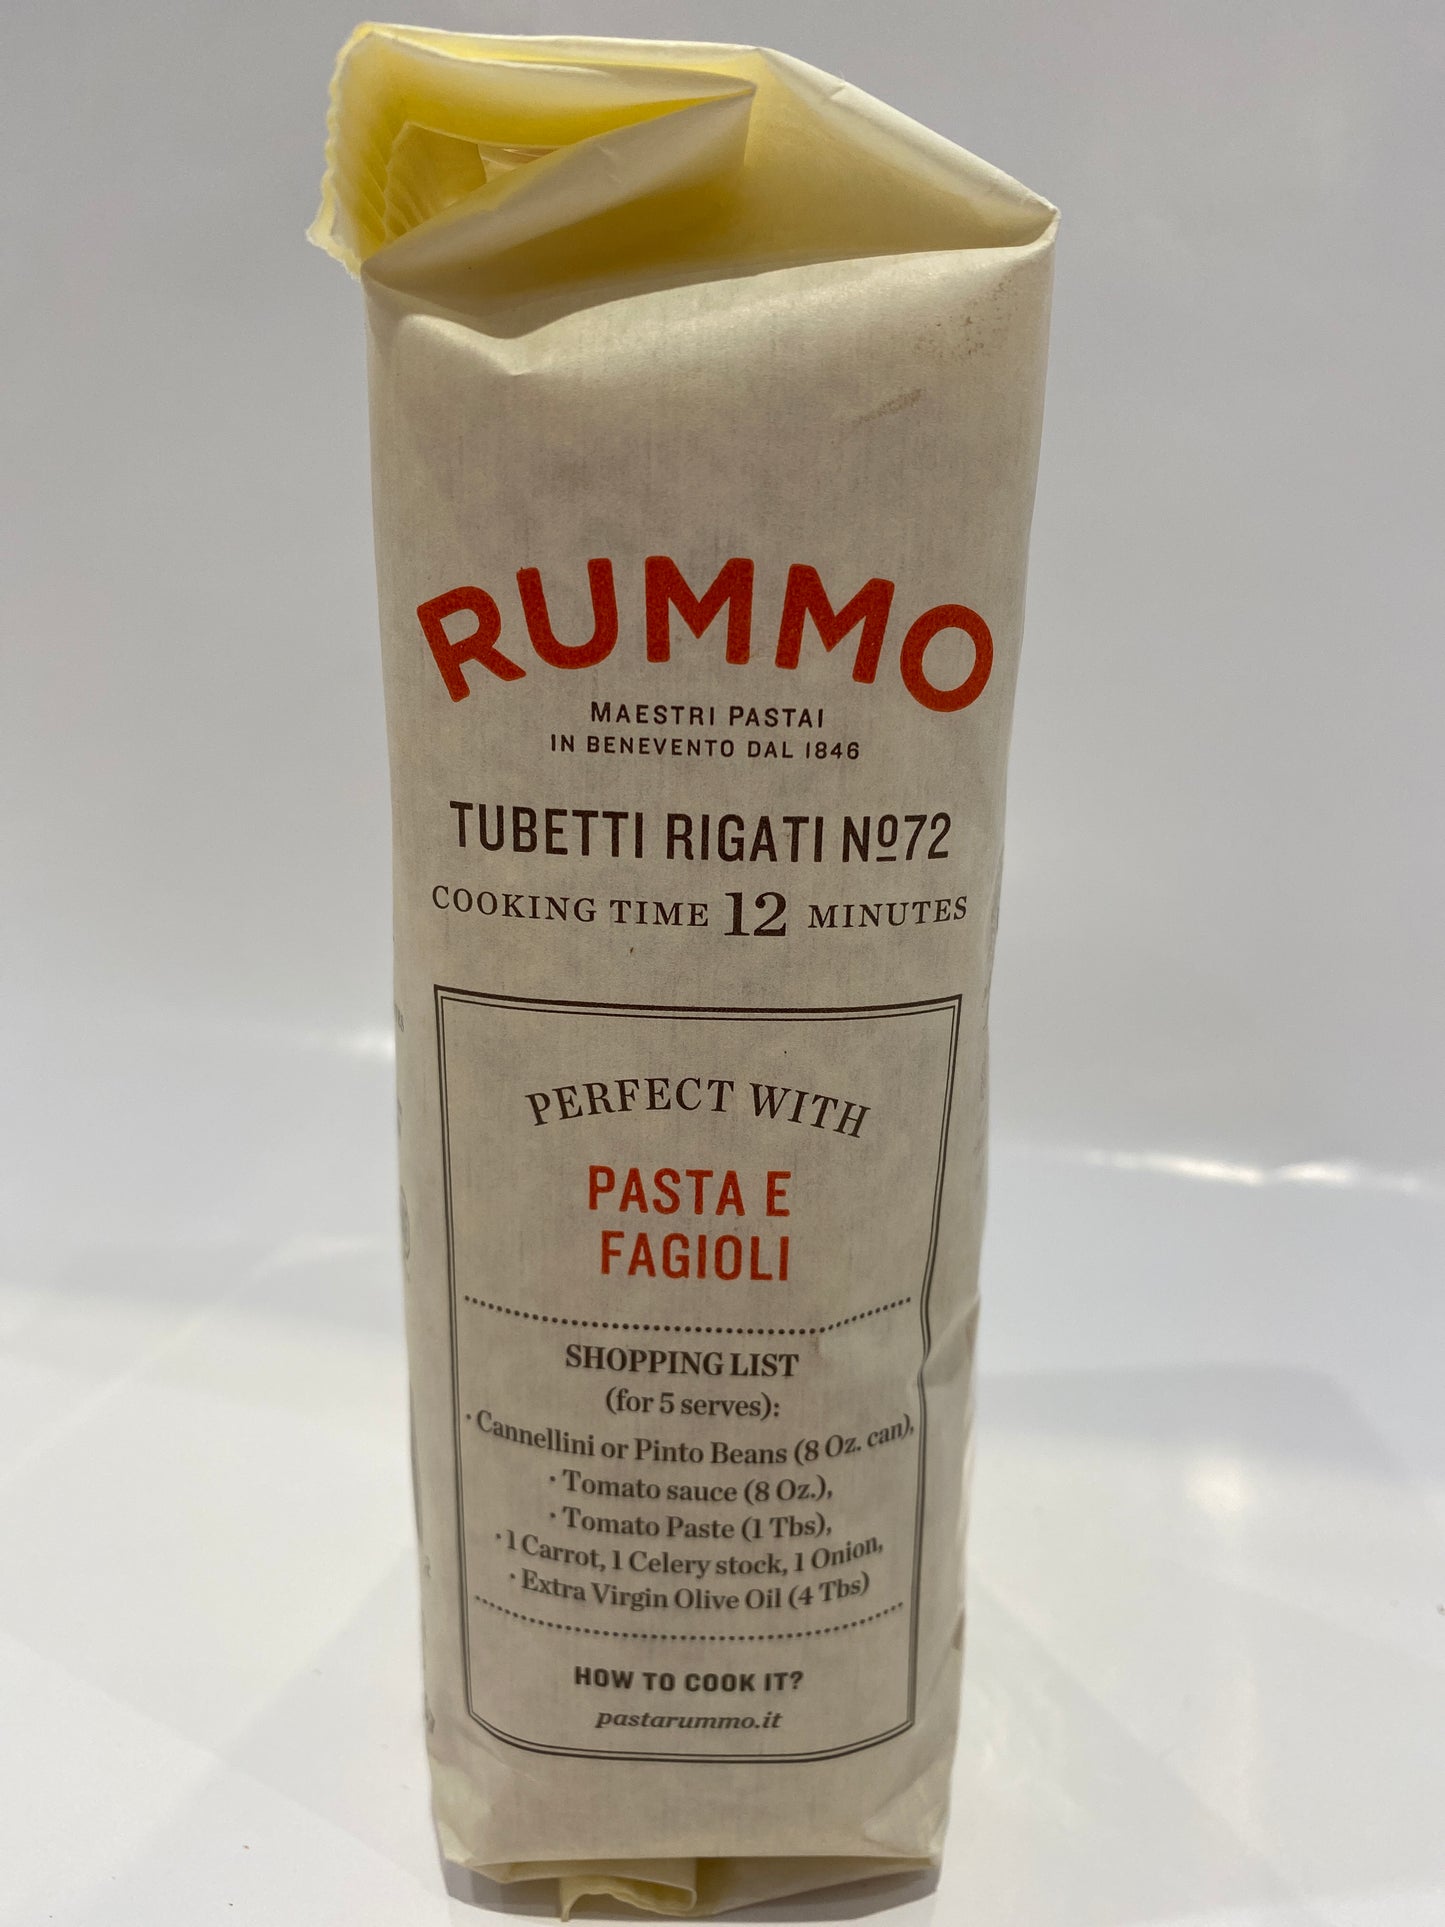 RUMMO
MAESTRI PASTAI
IN BENEVENTO DAL 1846
TUBETTI RIGATI Nº72
COOKING TIME 12 MINUTES
PERFECT WITH
PASTA E
FAGIOLI
SHOPPING LIST
(for 5 serves):
· Cannellini or Pinto Beans (8 Oz. can),
· Tomato sauce (8 Oz.),
· Tomato Paste (1 Tbs),
· 1 Carrot, 1 Celery stock, 1 Onion,
· Extra Virgin Olive Oil (4 Tbs)
HOW TO COOK IT?
pastarummo.it